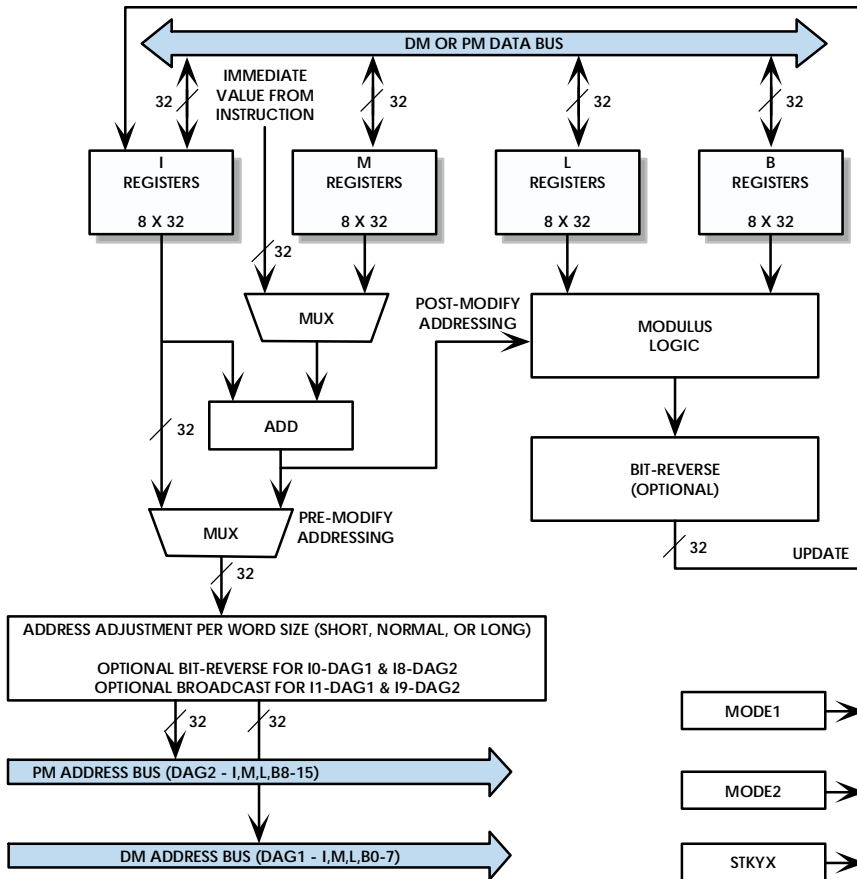 DM OR PM DATA BUS
32
IMMEDIATE
VALUE FROM
INSTRUCTION
32
32
32
I
REGISTERS
8 X 32
M
REGISTERS
8 X 32
L
REGISTERS
8 X 32
B
REGISTERS
8 X 32
32
MUX
POST-MODIFY
ADDRESSING
MODULUS
LOGIC
ADD
32
BIT-REVERSE
(OPTIONAL)
MUX
PRE-MODIFY
ADDRESSING
32
UPDATE
32
ADDRESS ADJUSTMENT PER WORD SIZE (SHORT, NORMAL, OR LONG)
OPTIONAL BIT-REVERSE FOR I0-DAG1 & I8-DAG2
OPTIONAL BROADCAST FOR I1-DAG1 & I9-DAG2
32
32
PM ADDRESS BUS (DAG2 - I,M,L,B8-15)
DM ADDRESS BUS (DAG1 - I,M,L,B0-7)
MODE1
MODE2
STKYX